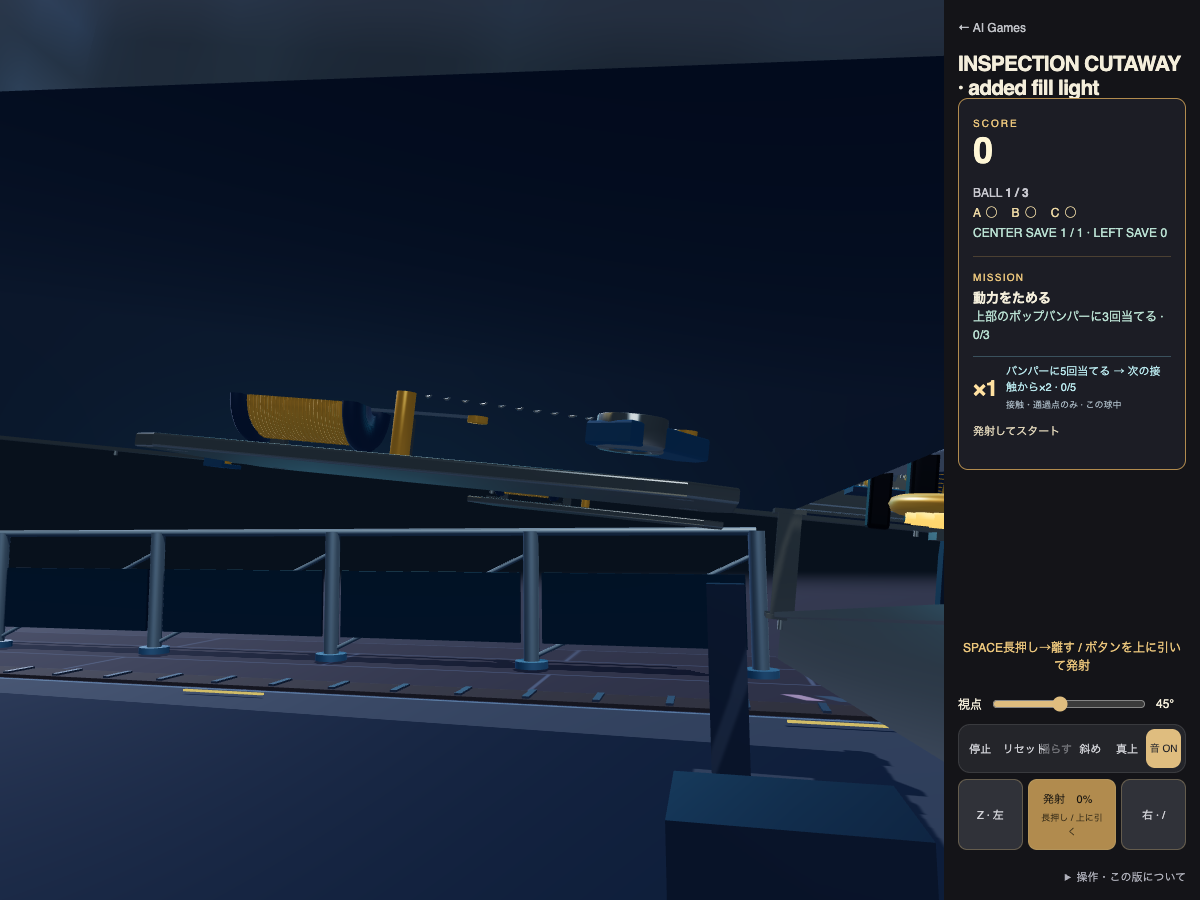 ← AI Games
INSPECTION CUTAWAY
· added fill light
SCORE
0
BALL 1 / 3
A ○ B ○ C ○
CENTER SAVE 1 / 1 · LEFT SAVE 0
MISSION
動力をためる
上部のポップバンパーに3回当てる ·
0/3
×1
バンパーに5回当てる → 次の接
触から×2 · 0/5
接触・通過点のみ・この球中
発射してスタート
SPACE長押し→離す / ボタンを上に引い
て発射
視点
45°
停止 リセット 揺らす 斜め 真上 音 ON
Z · 左
発射 0%
長押し / 上に引
く
右 · /
▶ 操作・この版について